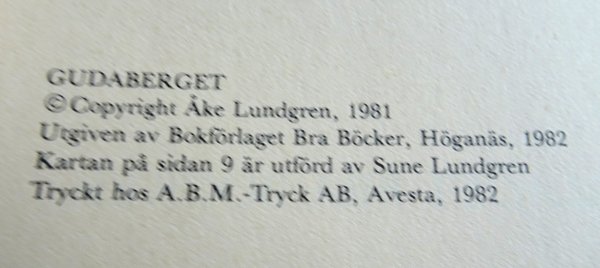 GUDABERGET
©Copyright Åke Lundgren, 1981
Utgiven av Bokförlaget Bra Böcker, Höganäs, 1982
Kartan på sidan 9 är utförd av Sune Lundgren
Tryckt hos A.B.M.-Tryck AB, Avesta, 1982